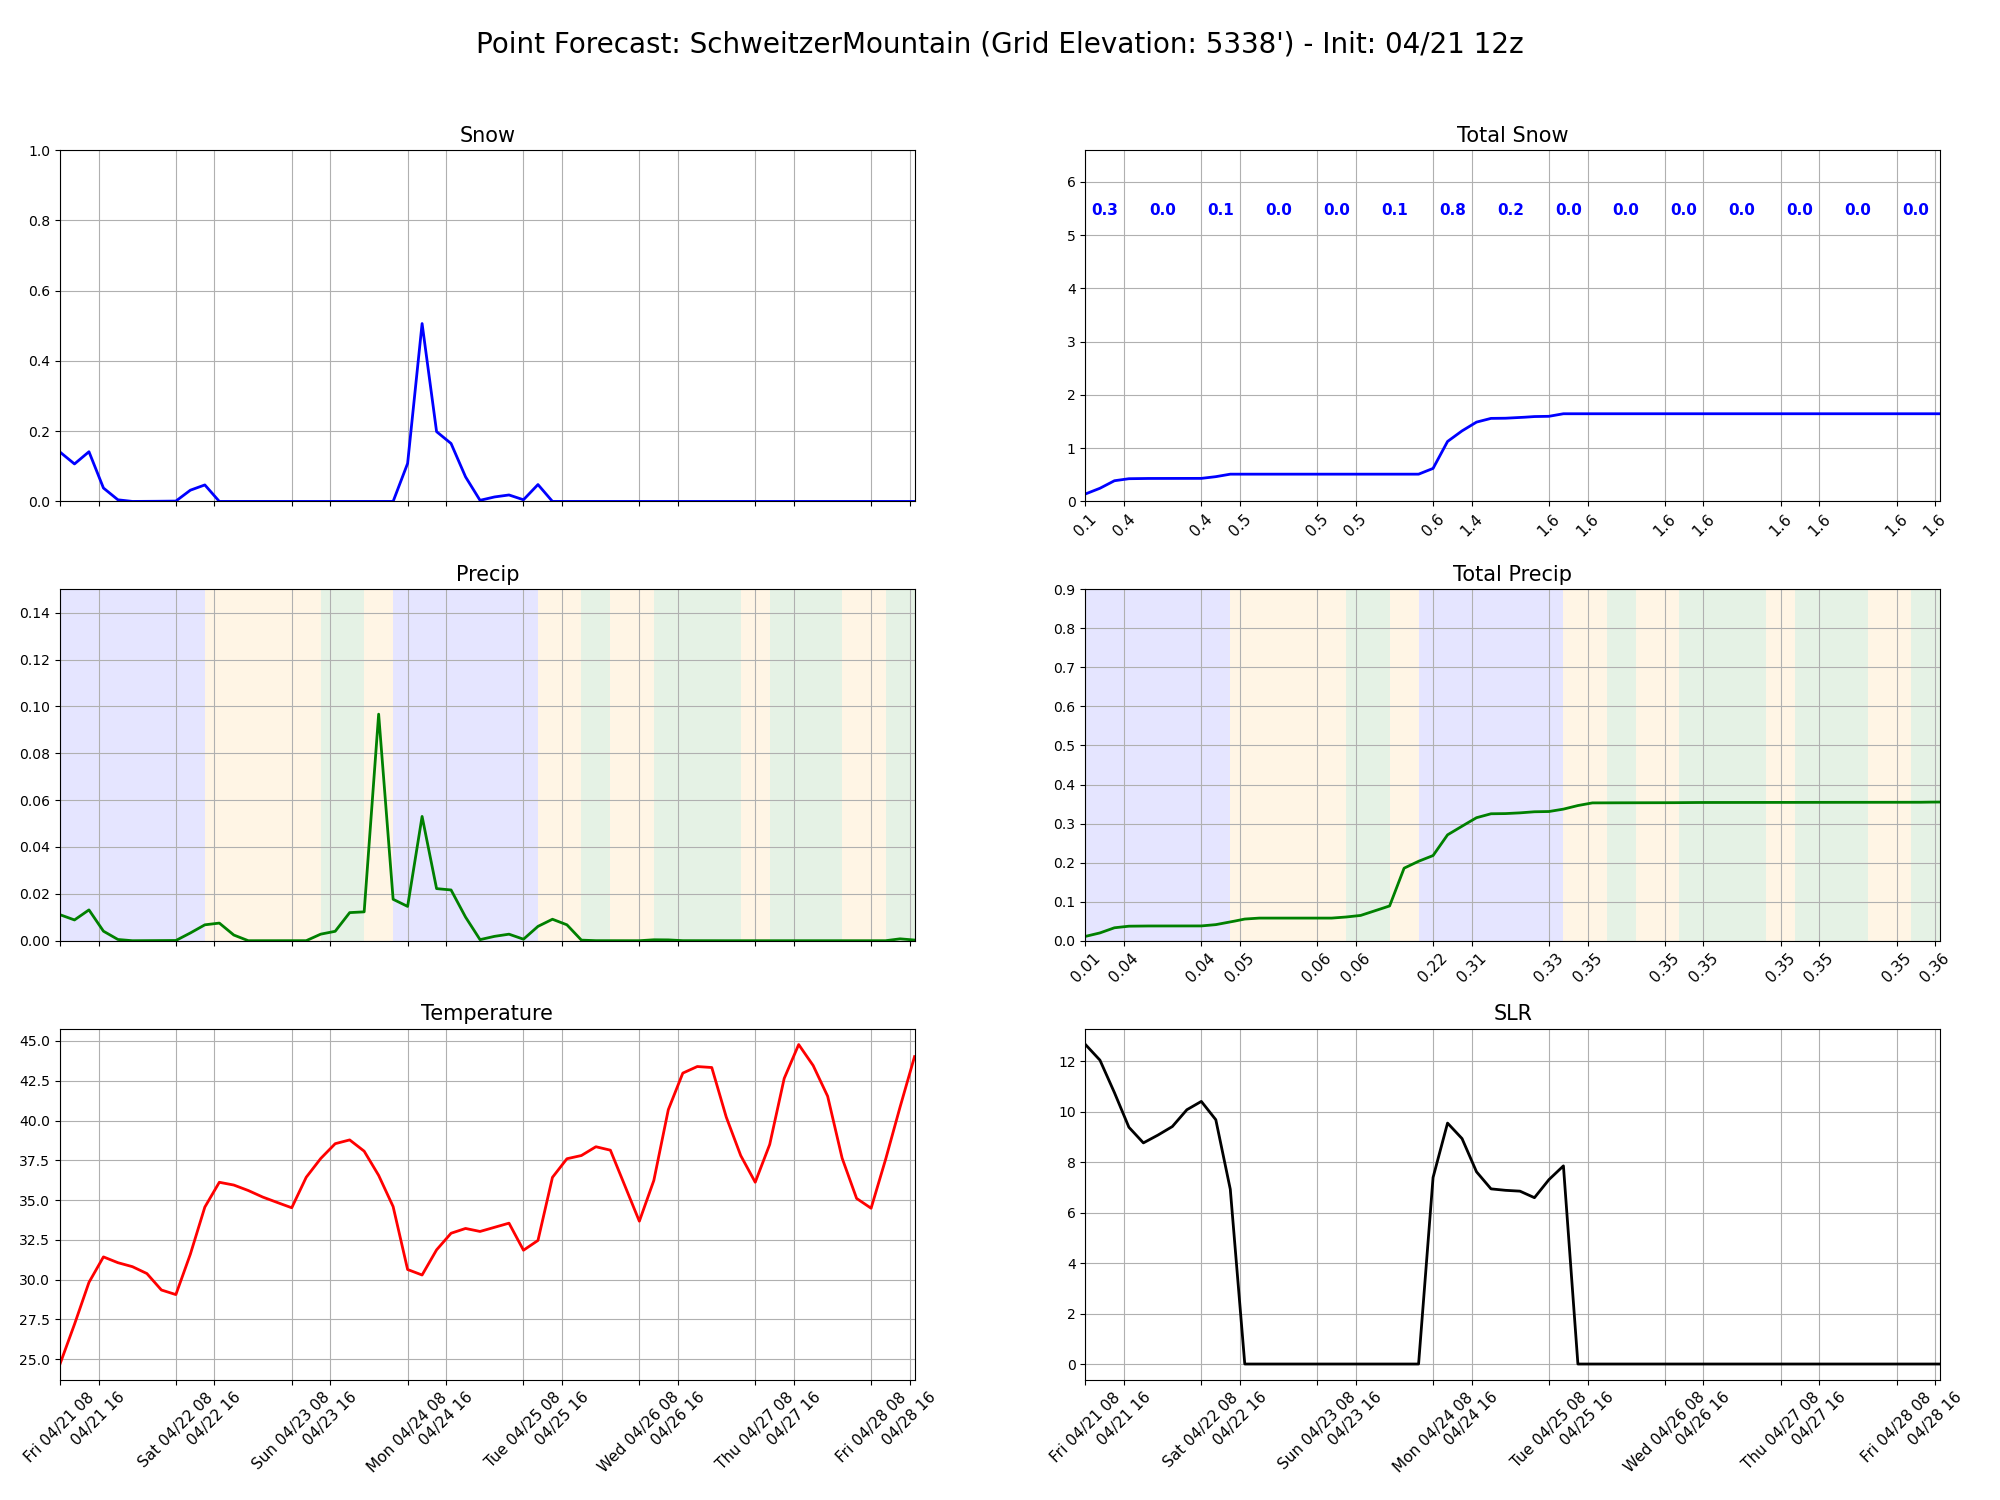 Point Forecast: SchweitzerMountain (Grid Elevation: 5338') - Init: 04/21 12z
Snow
1.0
0.8
0.6
0.4
0.2
0.0
Total Snow
6
5
4
3
2
1
0
0.3 0.0 0.1 0.0 0.0 0.1 0.8 0.2 0.0 0.0 0.0 0.0 0.0 0.0 0.0
0.1 0.4 0.4 0.5 0.5 0.5 0.6 1.4 1.6 1.6 1.6 1.6 1.6 1.6 1.6 1.6
Precip
0.14
0.12
0.10
0.08
0.06
0.04
0.02
0.00
Total Precip
0.9
0.8
0.7
0.6
0.5
0.4
0.3
0.2
0.1
0.0
0.01 0.04 0.04 0.05 0.06 0.06 0.22 0.31 0.33 0.35 0.35 0.35 0.35 0.35 0.35 0.36
Temperature
45.0
42.5
40.0
37.5
35.0
32.5
30.0
27.5
25.0
Fri 04/21 08
04/21 16
Sat 04/22 08
04/22 16
Sun 04/23 08
04/23 16
Mon 04/24 08
04/24 16
Tue 04/25 08
04/25 16
Wed 04/26 08
04/26 16
Thu 04/27 08
04/27 16
Fri 04/28 08
04/28 16
SLR
12
10
8
6
4
2
0
Fri 04/21 08
04/21 16
Sat 04/22 08
04/22 16
Sun 04/23 08
04/23 16
Mon 04/24 08
04/24 16
Tue 04/25 08
04/25 16
Wed 04/26 08
04/26 16
Thu 04/27 08
04/27 16
Fri 04/28 08
04/28 16